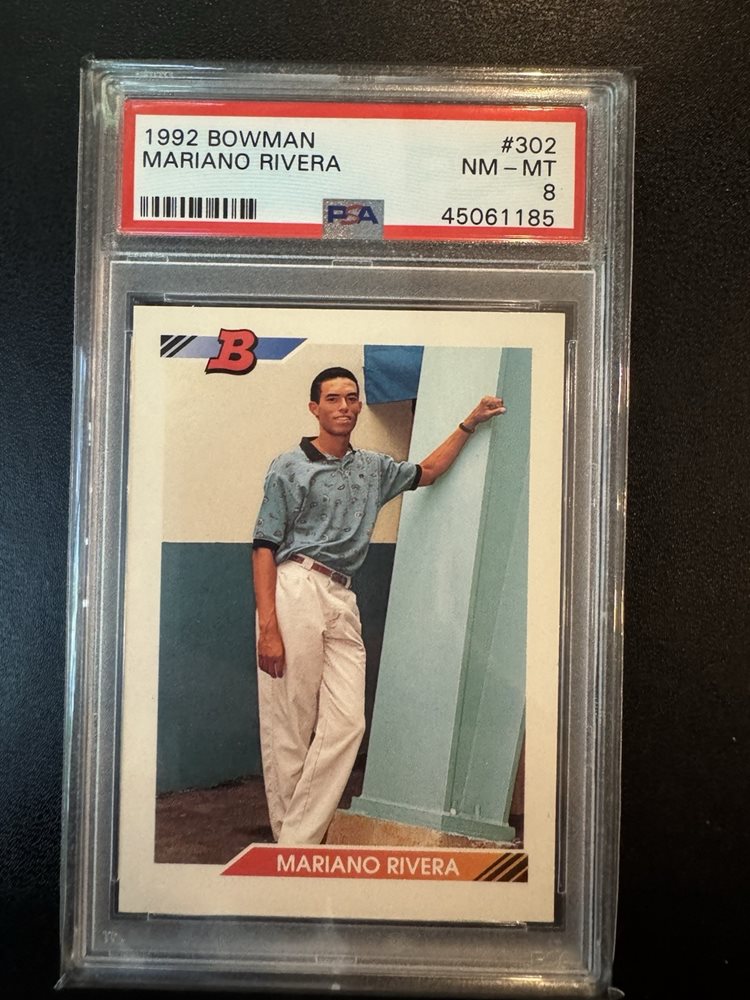 1992 BOWMAN #302
MARIANO RIVERA NM - MT
8
PSA 45061185
B
MARIANO RIVERA